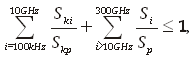 10GHz 300GHz
∑ S_ki / S_kp + ∑ S_i / S_p ≤ 1,
i=100kHz i>10GHz